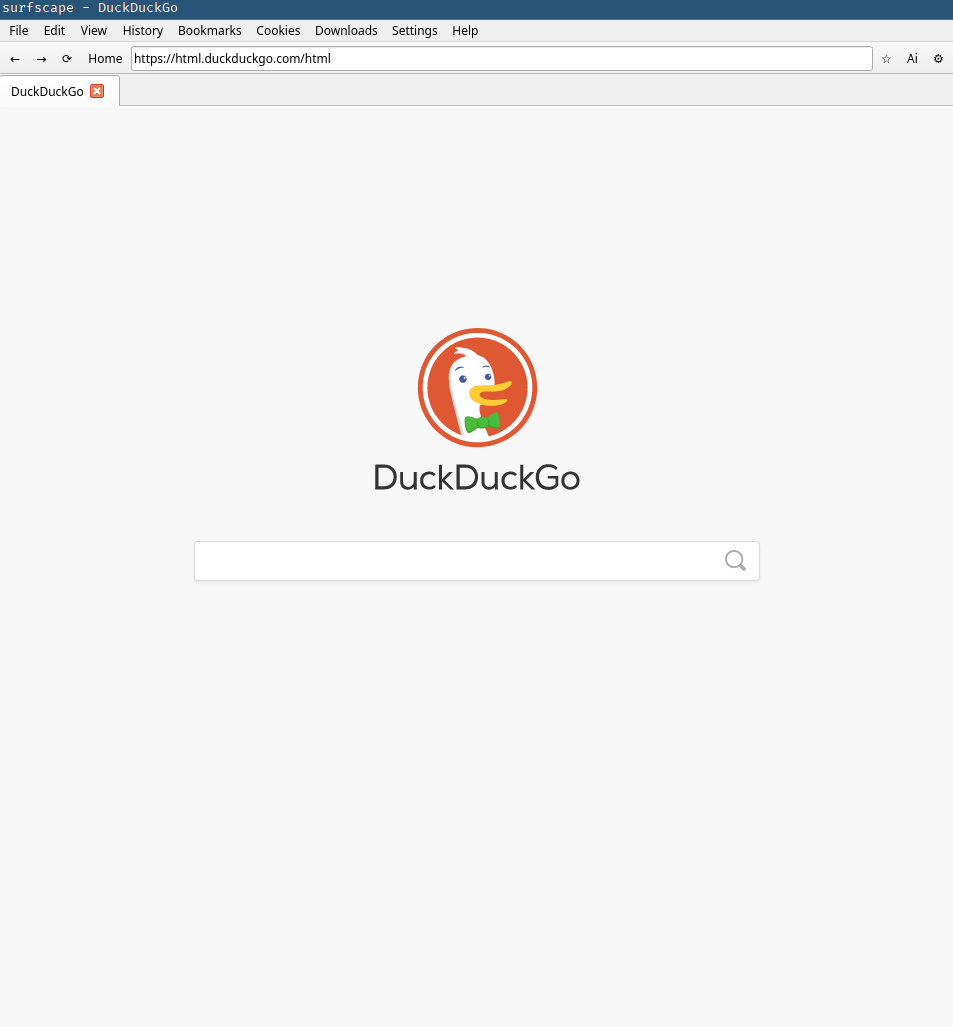 surfscape - DuckDuckGo
File Edit View History Bookmarks Cookies Downloads Settings Help
← → ⟳ Home https://html.duckduckgo.com/html ☆ Ai ⚙
DuckDuckGo
DuckDuckGo